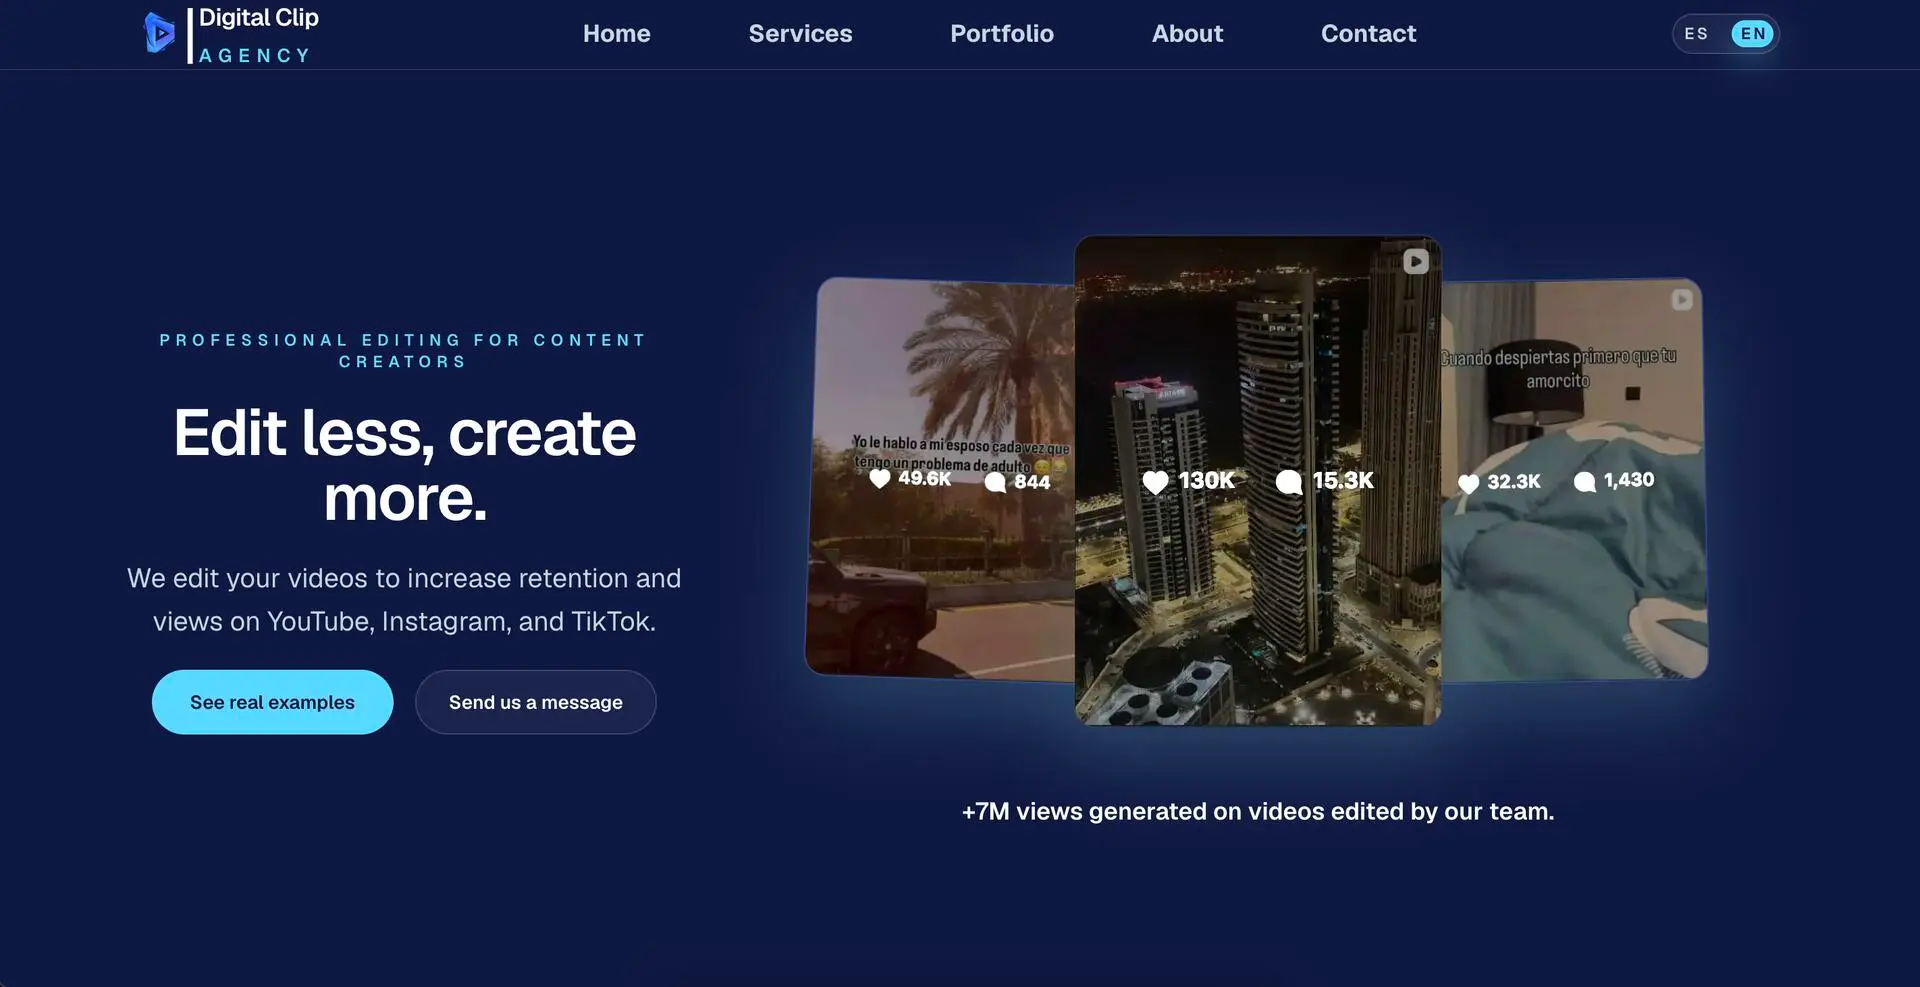 Digital Clip
AGENCY
Home
Services
Portfolio
About
Contact
ES
EN
PROFESSIONAL EDITING FOR CONTENT
CREATORS
Edit less, create
more.
We edit your videos to increase retention and
views on YouTube, Instagram, and TikTok.
See real examples
Send us a message
Yo le hablo a mi esposo cada vez que
tengo un problema de adulto
49.6K
844
130K
15.3K
Cuando despiertas primero que tu
amorcito
32.3K
1,430
+7M views generated on videos edited by our team.